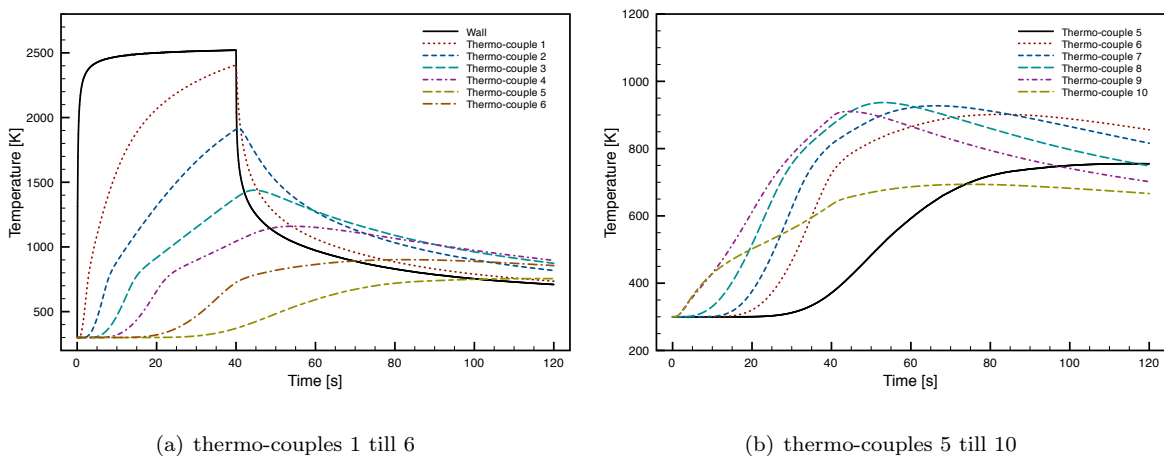 2500
2000
1500
1000
500
Temperature [K]
0 20 40 60 80 100 120
Time [s]
Wall
Thermo-couple 1
Thermo-couple 2
Thermo-couple 3
Thermo-couple 4
Thermo-couple 5
Thermo-couple 6
(a) thermo-couples 1 till 6
1200
1000
800
600
400
200
Temperature [K]
0 20 40 60 80 100 120
Time [s]
Thermo-couple 5
Thermo-couple 6
Thermo-couple 7
Thermo-couple 8
Thermo-couple 9
Thermo-couple 10
(b) thermo-couples 5 till 10